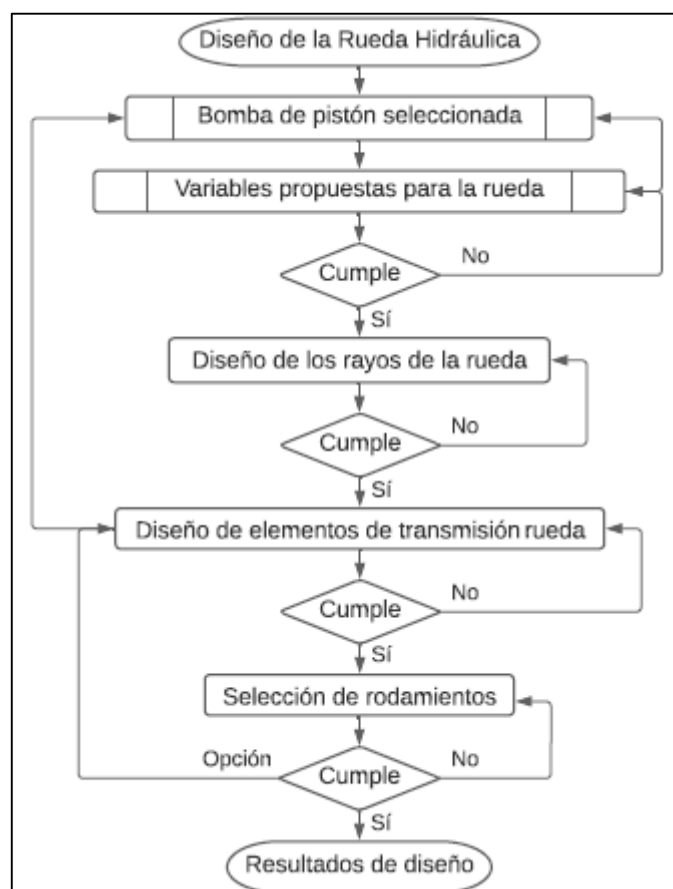 Diseño de la Rueda Hidráulica
Bomba de pistón seleccionada
Variables propuestas para la rueda
Cumple
No
Sí
Diseño de los rayos de la rueda
Cumple
No
Sí
Diseño de elementos de transmisión rueda
Cumple
No
Sí
Selección de rodamientos
Opción
Cumple
No
Sí
Resultados de diseño